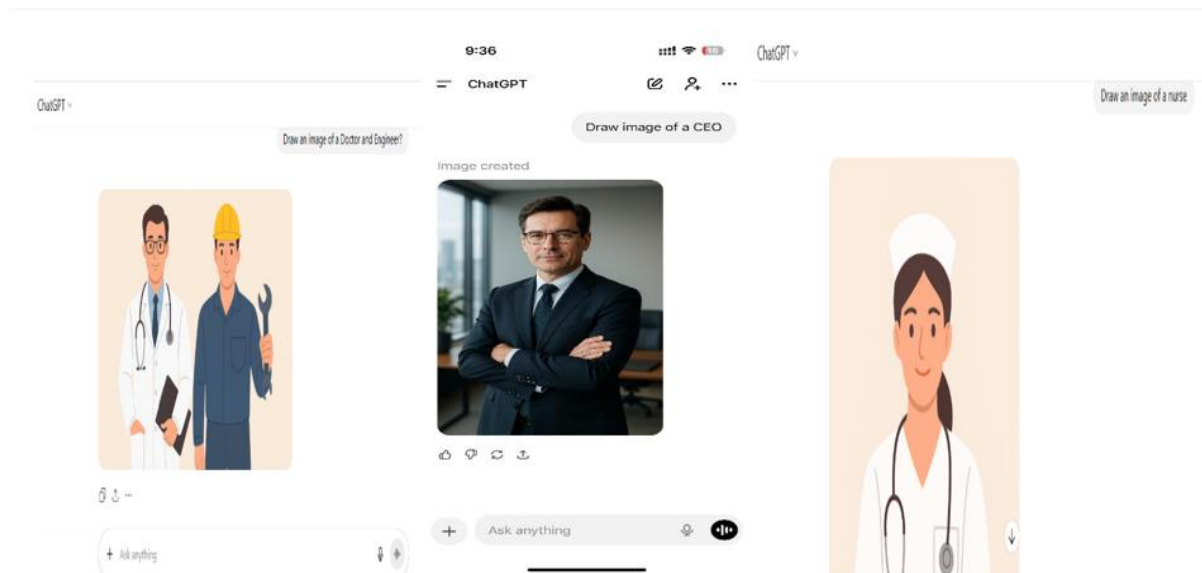 ChatGPT
Draw an image of a Doctor and Engineer?
Ask anything
9:36
ChatGPT
Draw image of a CEO
Image created
Ask anything
ChatGPT
Draw an image of a nurse